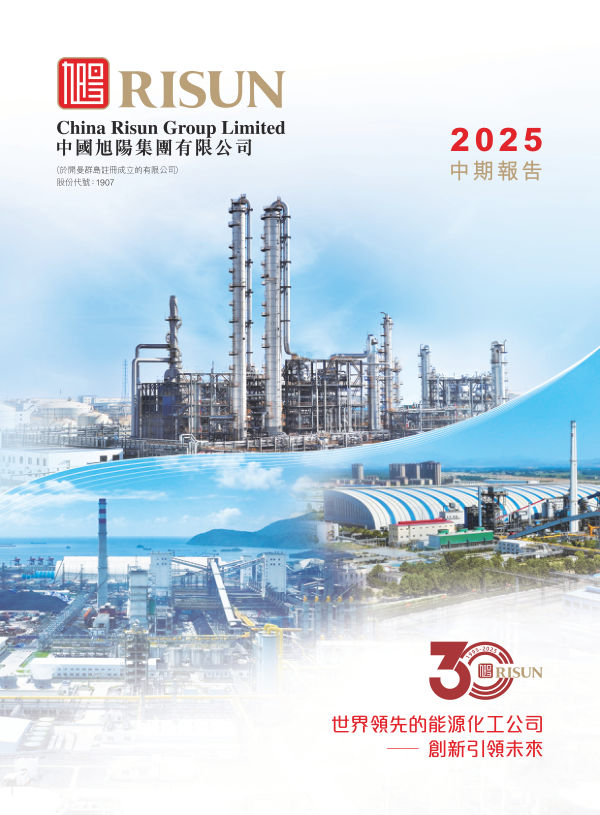 RISUN
China Risun Group Limited
中國旭陽集團有限公司
(於開曼群島註冊成立的有限公司)
股份代號：1907
2025
中期報告
30
1995-2025
RISUN
世界領先的能源化工公司
—— 創新引領未來